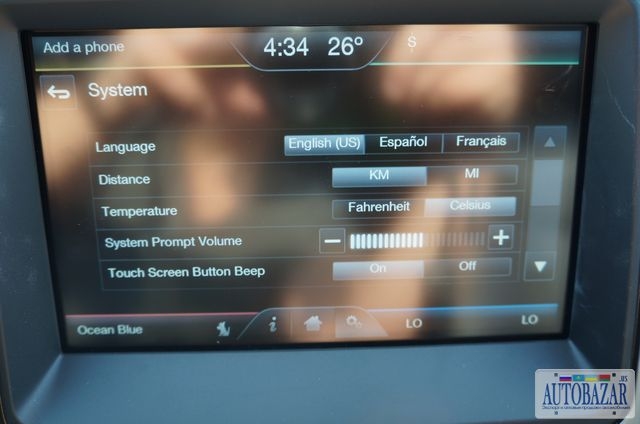 Add a phone 4:34 26° S
System
Language English (US) Español Français
Distance KM MI
Temperature Fahrenheit Celsius
System Prompt Volume
Touch Screen Button Beep On Off
Ocean Blue i LO LO
AUTOBAZAR .US